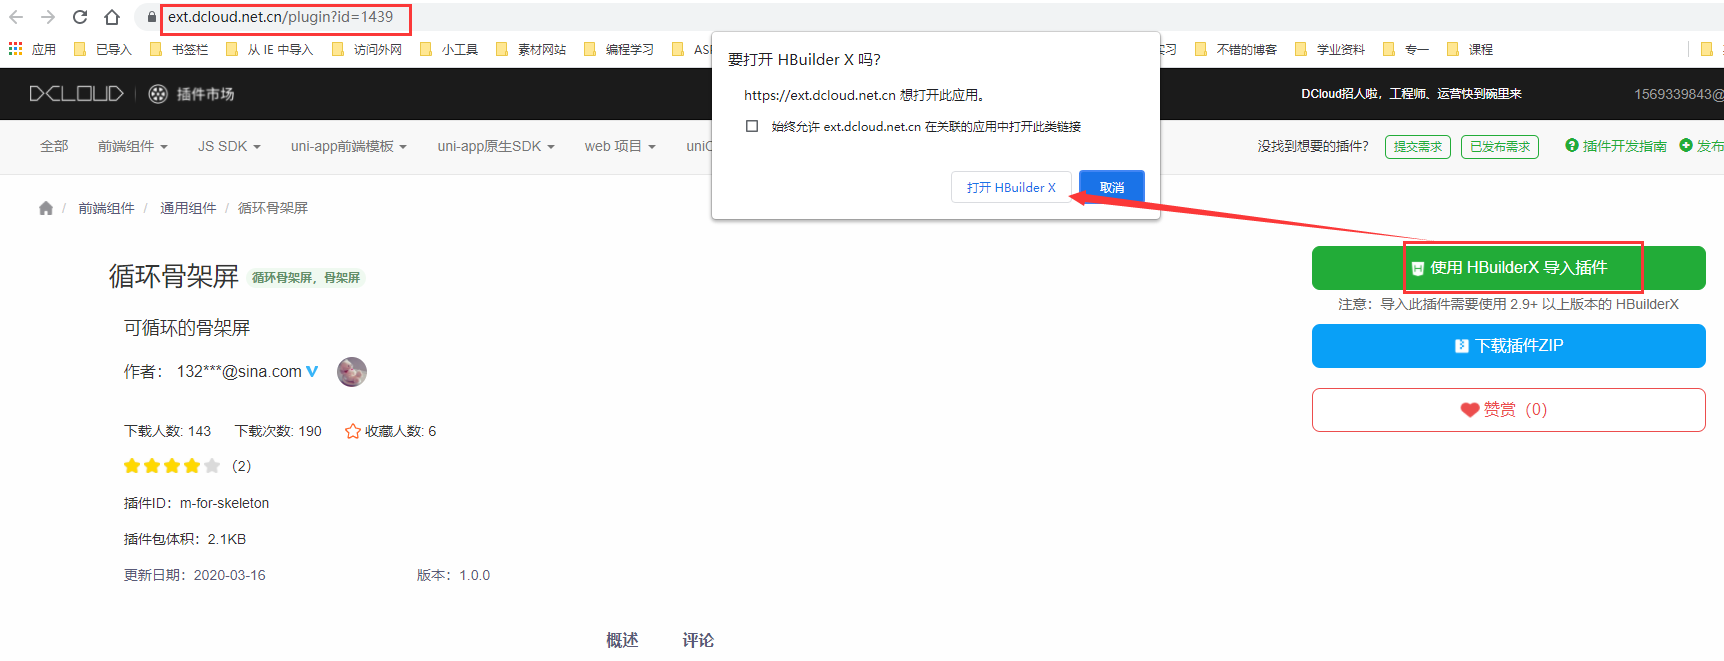 ext.dcloud.net.cn/plugin?id=1439
应用 已导入 书签栏 从 IE 中导入 访问外网 小工具 素材网站 编程学习 不错的博客 学业资料 专一 课程
要打开 HBuilder X 吗?
https://ext.dcloud.net.cn 想打开此应用。
始终允许 ext.dcloud.net.cn 在关联的应用中打开此类链接
打开 HBuilder X 取消
DCLOUD 插件市场 DCloud招人啦，工程师、运营快到碗里来 1569339843@
全部 前端组件 JS SDK uni-app前端模板 uni-app原生SDK web 项目 没找到想要的插件? 提交需求 已发布需求 插件开发指南 发布
/ 前端组件 / 通用组件 / 循环骨架屏
循环骨架屏 循环骨架屏，骨架屏
使用 HBuilderX 导入插件
注意：导入此插件需要使用 2.9+ 以上版本的 HBuilderX
可循环的骨架屏
下载插件ZIP
作者： 132***@sina.com
赞赏（0）
下载人数: 143 下载次数: 190 收藏人数: 6
（2）
插件ID：m-for-skeleton
插件包体积：2.1KB
更新日期：2020-03-16 版本：1.0.0
概述 评论